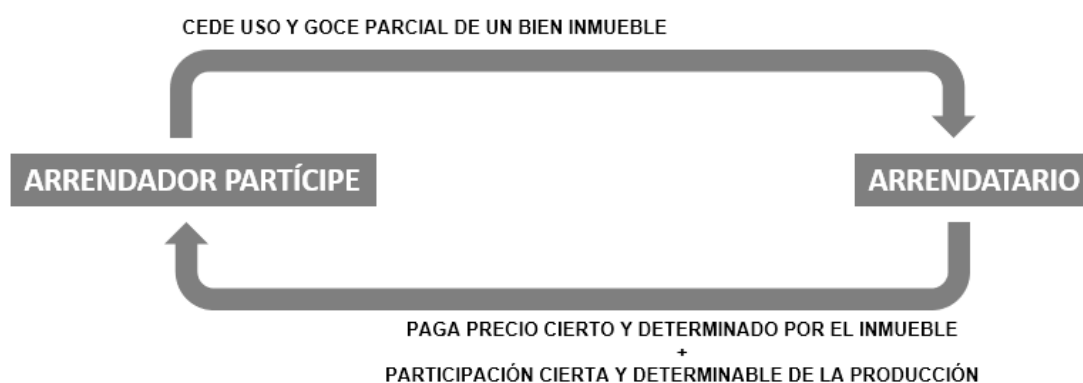 CEDE USO Y GOCE PARCIAL DE UN BIEN INMUEBLE
ARRENDADOR PARTÍCIPE
ARRENDATARIO
PAGA PRECIO CIERTO Y DETERMINADO POR EL INMUEBLE
+
PARTICIPACIÓN CIERTA Y DETERMINABLE DE LA PRODUCCIÓN